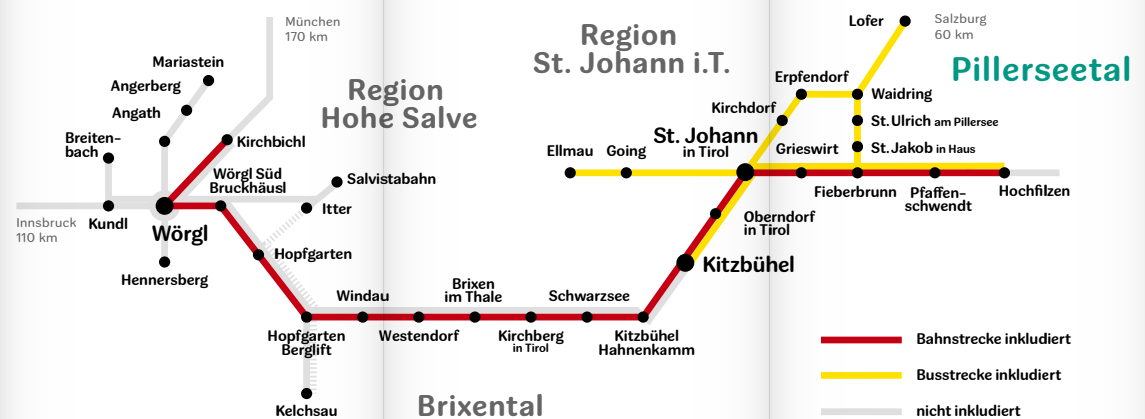 München
170 km
Mariastein
Angerberg
Angath
Breiten-
bach
Kirchbichl
Region
Hohe Salve
Wörgl Süd
Bruckhäusl
Salvistabahn
Itter
Innsbruck
110 km
Kundl
Wörgl
Hennersberg
Hopfgarten
Hopfgarten
Berglift
Kelchsau
Windau
Westendorf
Brixen
im Thale
Kirchberg
in Tirol
Schwarzsee
Kitzbühel
Hahnenkamm
Brixental
Region
St. Johann i.T.
Lofer
Salzburg
60 km
Pillerseetal
Erpfendorf
Waidring
Kirchdorf
St. Ulrich am Pillersee
St. Johann
in Tirol
Grieswirt
St. Jakob in Haus
Ellmau
Going
Fieberbrunn
Pfaffen-
schwendt
Hochfilzen
Oberndorf
in Tirol
Kitzbühel
Bahnstrecke inkludiert
Busstrecke inkludiert
nicht inkludiert